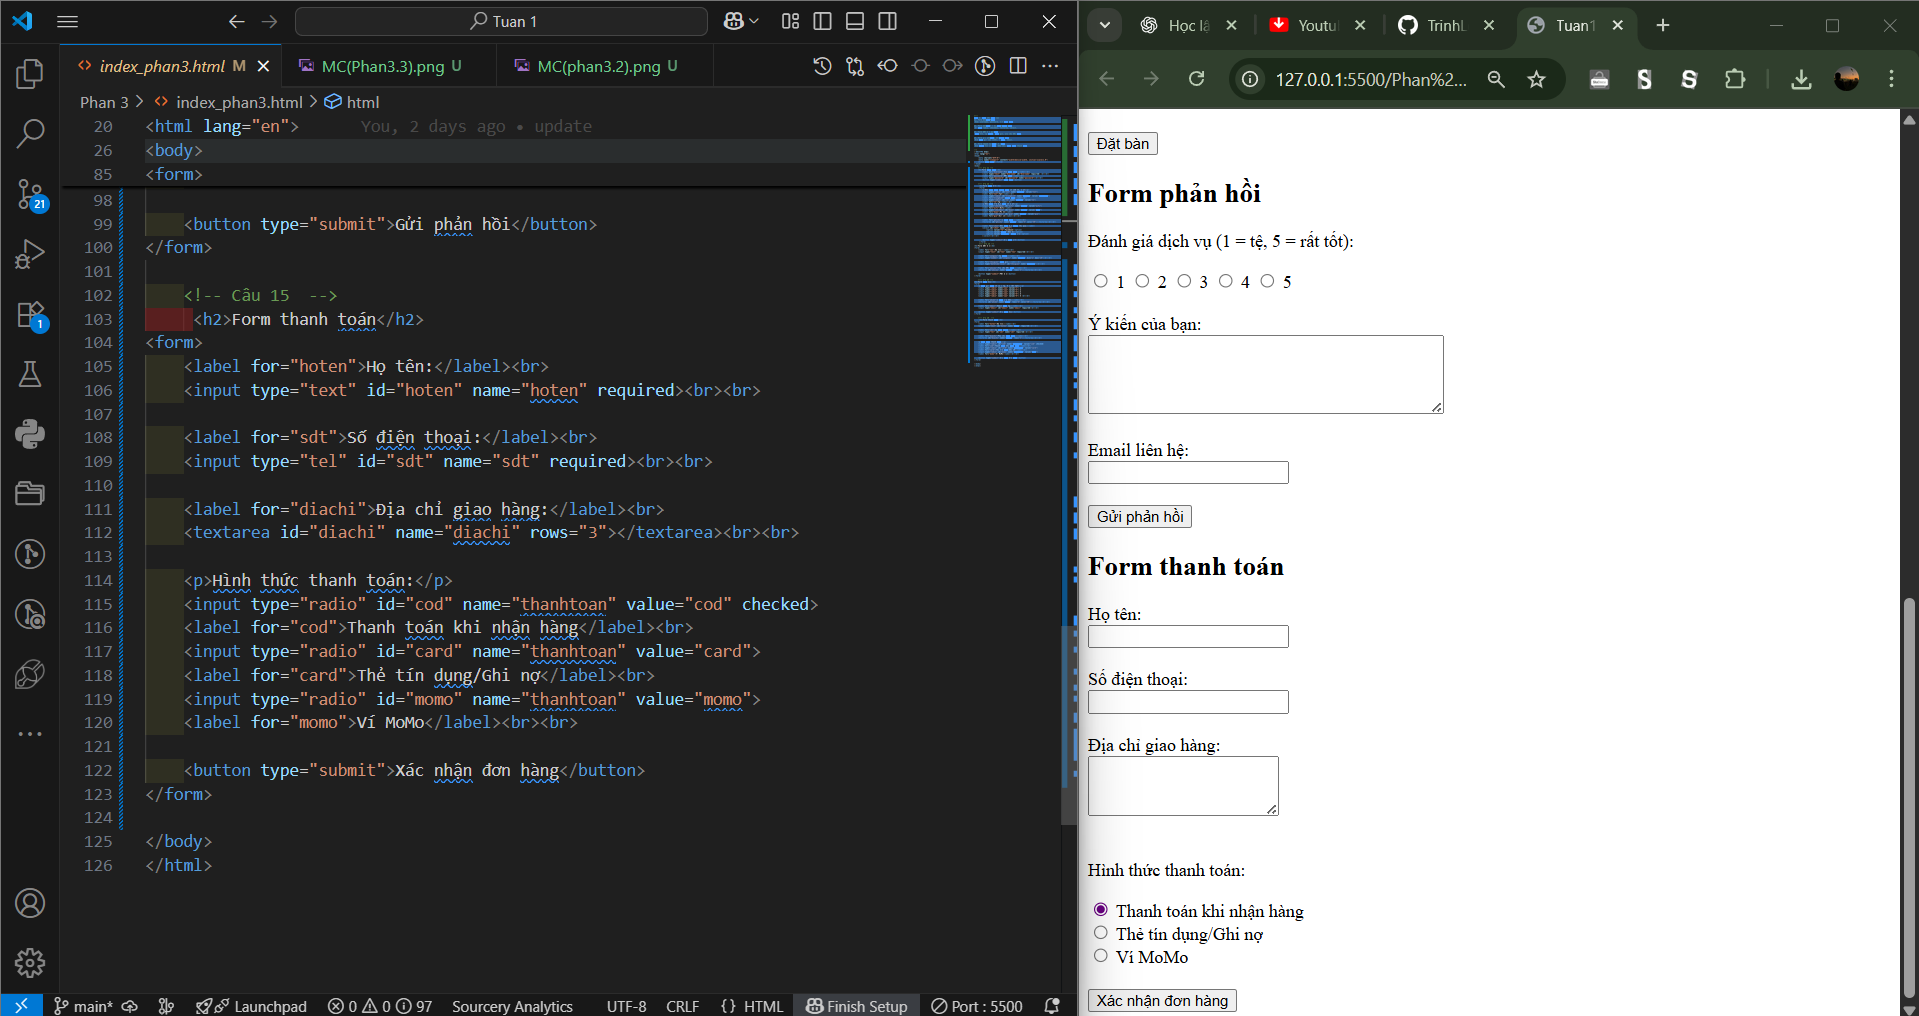 Tuan 1
index_phan3.html M
MC(Phan3.3).png U
MC(phan3.2).png U
Phan 3 > index_phan3.html > html
20 <html lang="en"> You, 2 days ago • update
26 <body>
85 <form>
98
99 <button type="submit">Gửi phản hồi</button>
100 </form>
101
102 <!-- Câu 15  -->
103 <h2>Form thanh toán</h2>
104 <form>
105 <label for="hoten">Họ tên:</label><br>
106 <input type="text" id="hoten" name="hoten" required><br><br>
107
108 <label for="sdt">Số điện thoại:</label><br>
109 <input type="tel" id="sdt" name="sdt" required><br><br>
110
111 <label for="diachi">Địa chỉ giao hàng:</label><br>
112 <textarea id="diachi" name="diachi" rows="3"></textarea><br><br>
113
114 <p>Hình thức thanh toán:</p>
115 <input type="radio" id="cod" name="thanhtoan" value="cod" checked>
116 <label for="cod">Thanh toán khi nhận hàng</label><br>
117 <input type="radio" id="card" name="thanhtoan" value="card">
118 <label for="card">Thẻ tín dụng/Ghi nợ</label><br>
119 <input type="radio" id="momo" name="thanhtoan" value="momo">
120 <label for="momo">Ví MoMo</label><br><br>
121
122 <button type="submit">Xác nhận đơn hàng</button>
123 </form>
124
125 </body>
126 </html>
21
1
main*
Launchpad
0 0 97
Sourcery Analytics
UTF-8
CRLF
{ } HTML
Finish Setup
Port : 5500
Học lậ
Youtu
TrinhL
Tuan1
127.0.0.1:5500/Phan%2...
Đặt bàn
Form phản hồi
Đánh giá dịch vụ (1 = tệ, 5 = rất tốt):
1 2 3 4 5
Ý kiến của bạn:
Email liên hệ:
Gửi phản hồi
Form thanh toán
Họ tên:
Số điện thoại:
Địa chỉ giao hàng:
Hình thức thanh toán:
Thanh toán khi nhận hàng
Thẻ tín dụng/Ghi nợ
Ví MoMo
Xác nhận đơn hàng